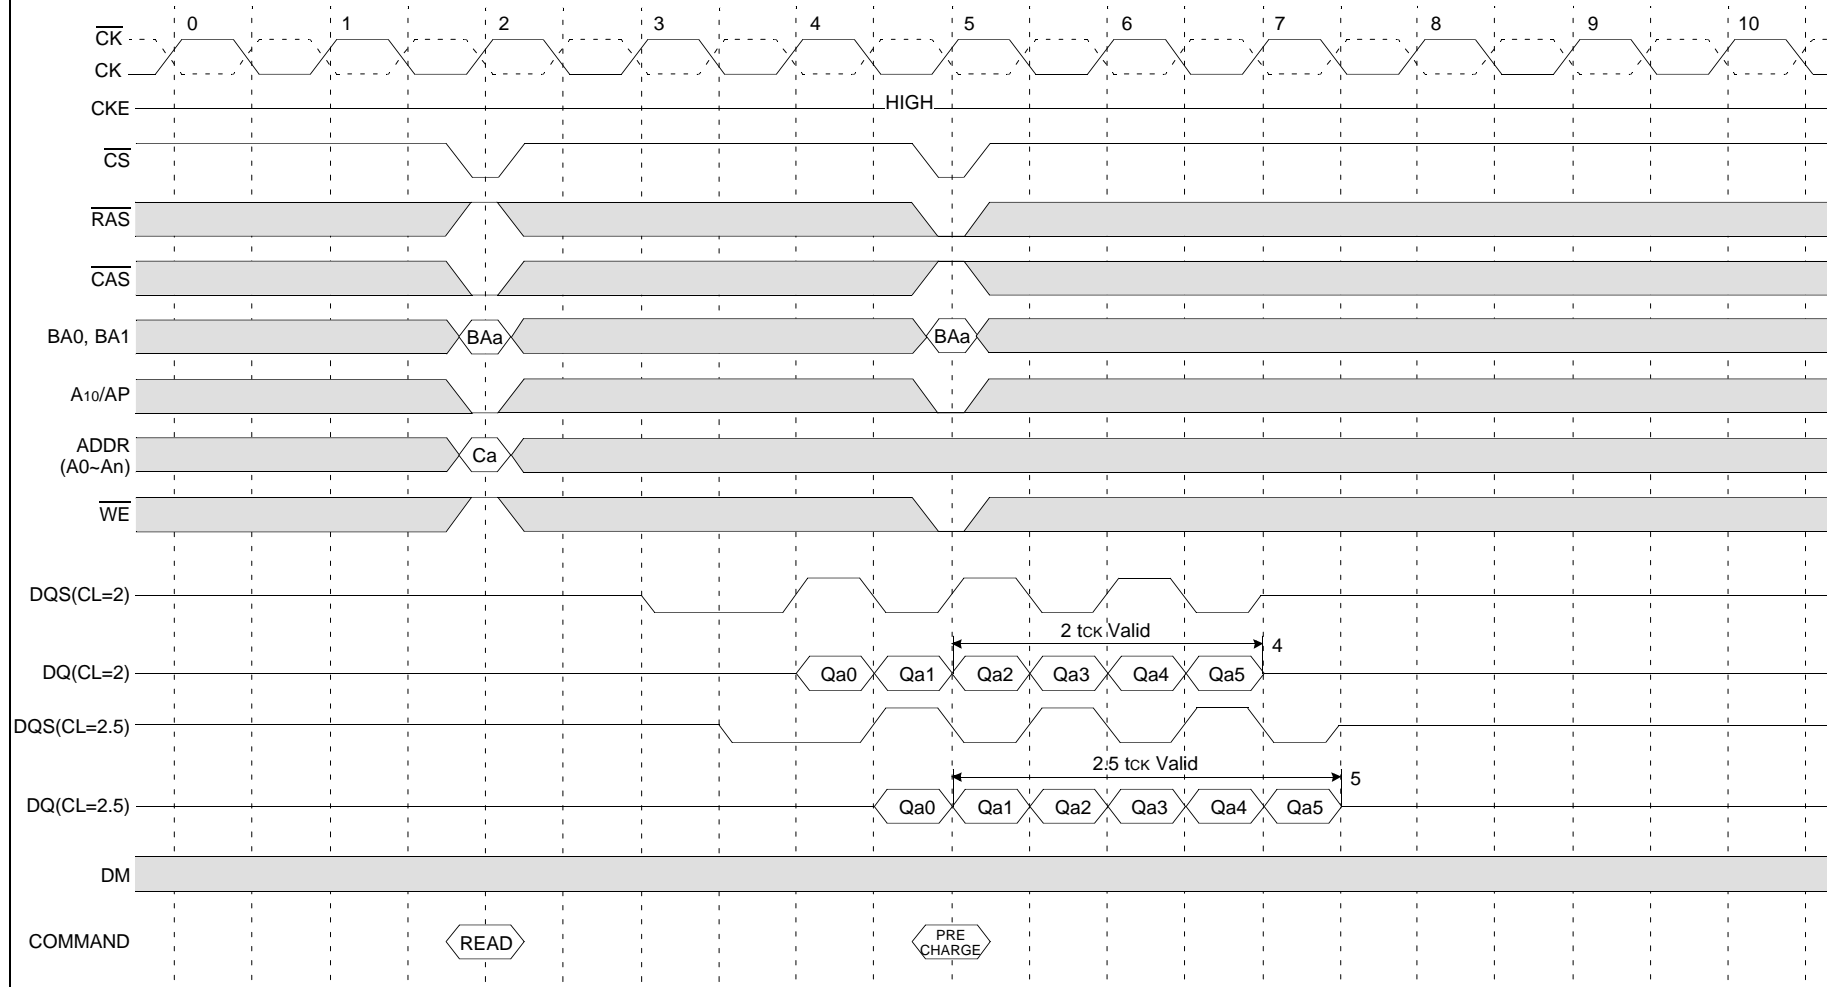 0 1 2 3 4 5 6 7 8 9 10
CK
CK
CKE HIGH
CS
RAS
CAS
BA0, BA1 BAa BAa
A10/AP
ADDR
(A0~An) Ca
WE
DQS(CL=2)
2 tCK Valid 4
DQ(CL=2) Qa0 Qa1 Qa2 Qa3 Qa4 Qa5
DQS(CL=2.5)
2.5 tCK Valid 5
DQ(CL=2.5) Qa0 Qa1 Qa2 Qa3 Qa4 Qa5
DM
COMMAND READ PRE
CHARGE